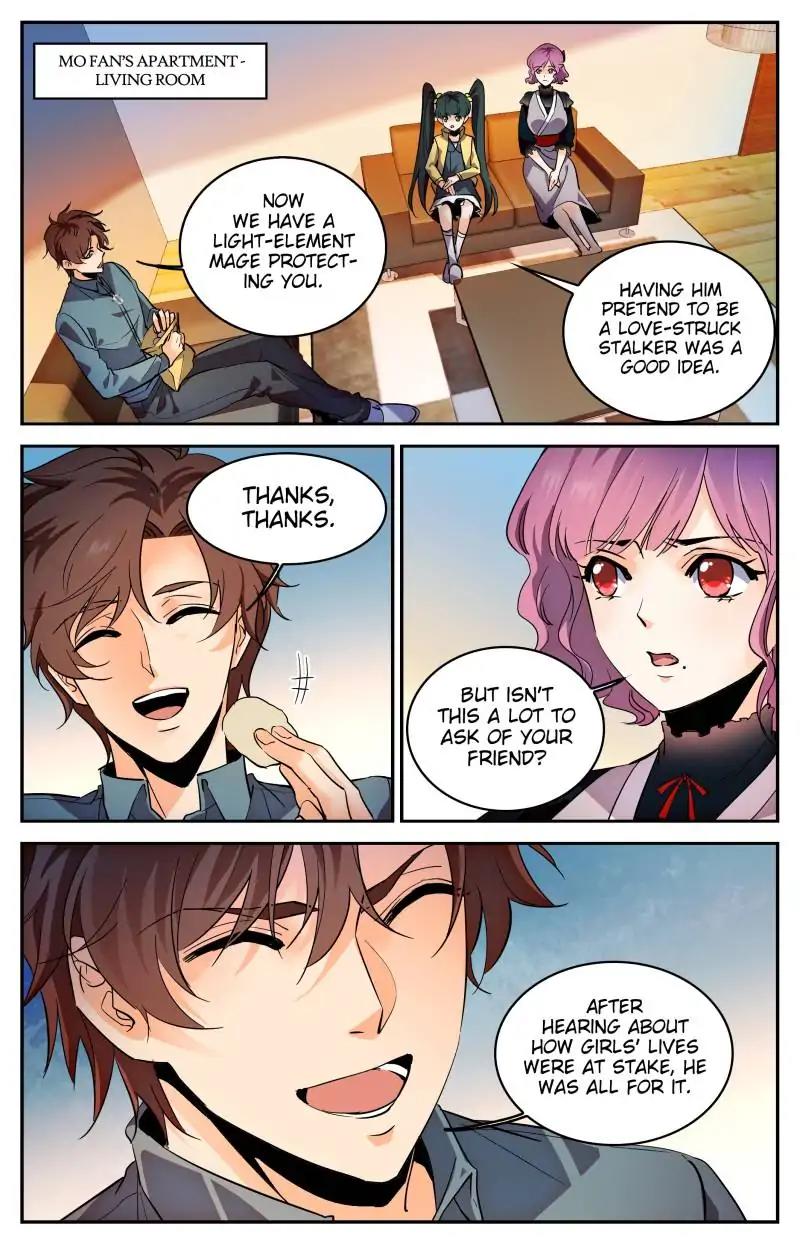 MO FAN'S APARTMENT -
LIVING ROOM
NOW
WE HAVE A
LIGHT-ELEMENT
MAGE PROTECT-
ING YOU.
HAVING HIM
PRETEND TO BE
A LOVE-STRUCK
STALKER WAS A
GOOD IDEA.
THANKS,
THANKS.
BUT ISN'T
THIS A LOT TO
ASK OF YOUR
FRIEND?
AFTER
HEARING ABOUT
HOW GIRLS' LIVES
WERE AT STAKE, HE
WAS ALL FOR IT.